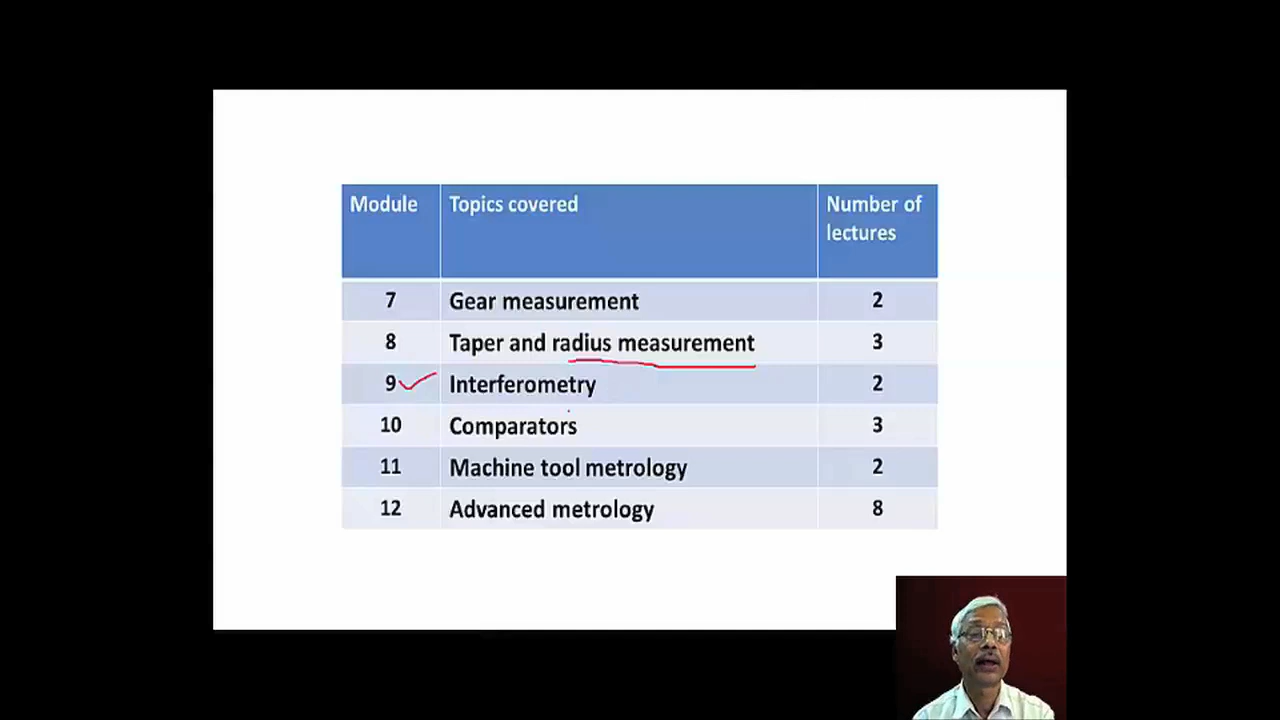 Module Topics covered Number of
lectures
7 Gear measurement 2
8 Taper and radius measurement 3
9 Interferometry 2
10 Comparators 3
11 Machine tool metrology 2
12 Advanced metrology 8